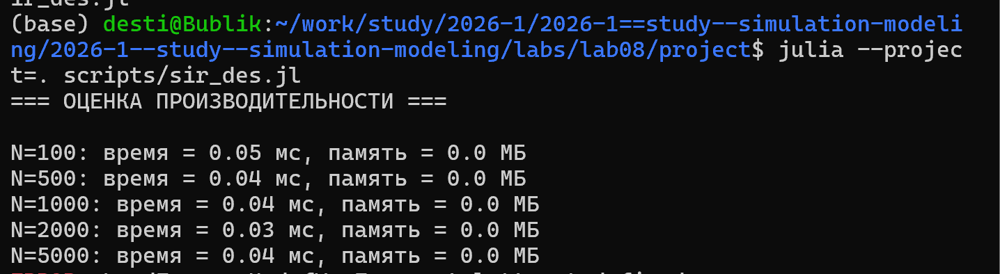 ir_des.jl
(base) desti@Bublik:~/work/study/2026-1/2026-1==study--simulation-modeli
ng/2026-1--study--simulation-modeling/labs/lab08/project$ julia --projec
t=. scripts/sir_des.jl
=== ОЦЕНКА ПРОИЗВОДИТЕЛЬНОСТИ ===
N=100: время = 0.05 мс, память = 0.0 МБ
N=500: время = 0.04 мс, память = 0.0 МБ
N=1000: время = 0.04 мс, память = 0.0 МБ
N=2000: время = 0.03 мс, память = 0.0 МБ
N=5000: время = 0.04 мс, память = 0.0 МБ